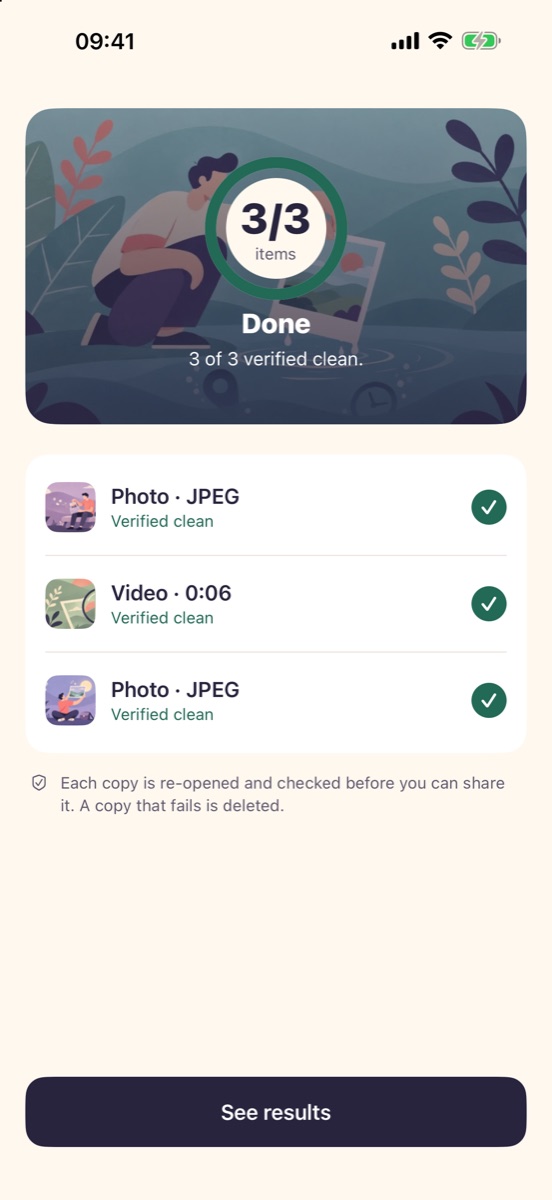 09:41
3/3
items
Done
3 of 3 verified clean.
Photo · JPEG
Verified clean
Video · 0:06
Verified clean
Photo · JPEG
Verified clean
Each copy is re-opened and checked before you can share
it. A copy that fails is deleted.
See results